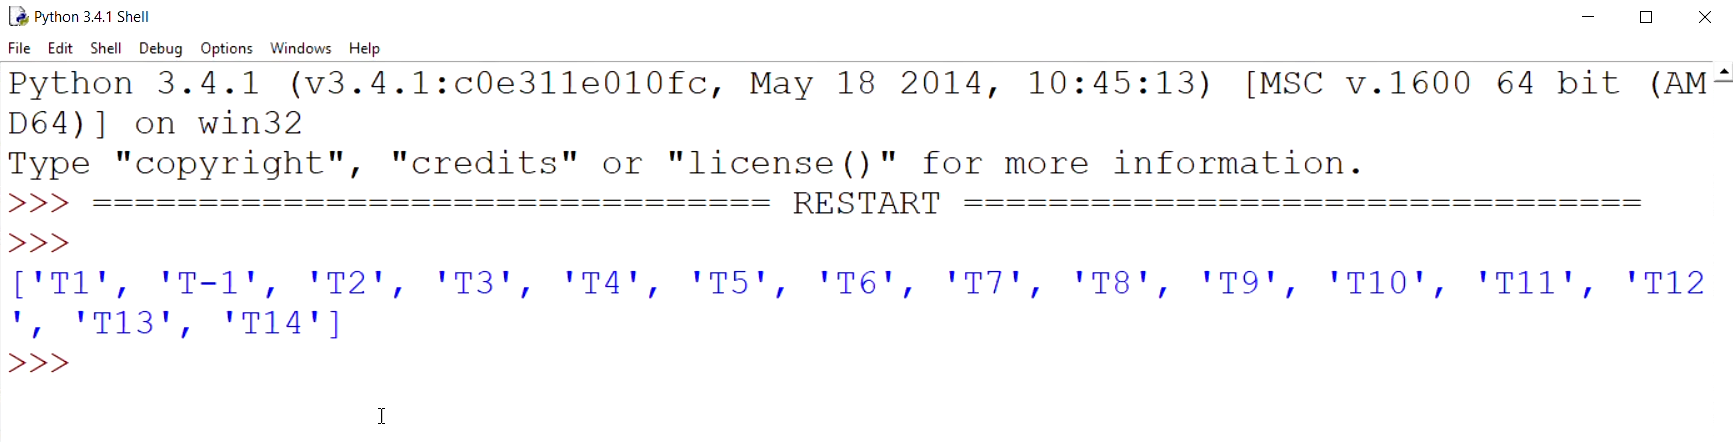 Python 3.4.1 Shell
File Edit Shell Debug Options Windows Help
Python 3.4.1 (v3.4.1:c0e311e010fc, May 18 2014, 10:45:13) [MSC v.1600 64 bit (AM
D64)] on win32
Type "copyright", "credits" or "license()" for more information.
>>> ================================ RESTART ================================
>>>
['T1', 'T-1', 'T2', 'T3', 'T4', 'T5', 'T6', 'T7', 'T8', 'T9', 'T10', 'T11', 'T12
', 'T13', 'T14']
>>>